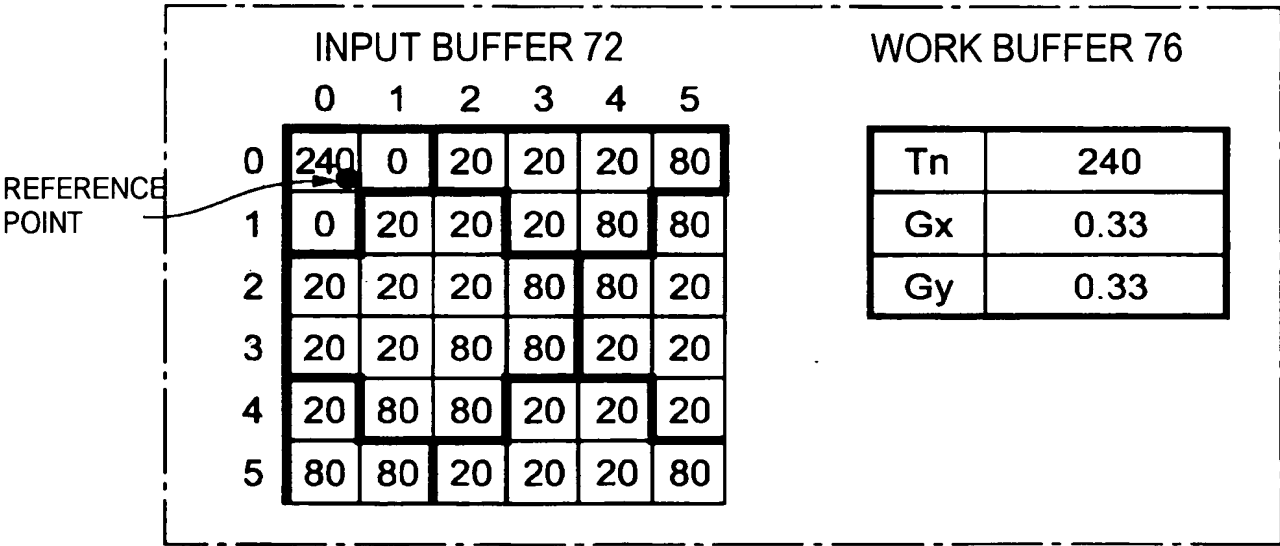 INPUT BUFFER 72
0 1 2 3 4 5
0 240 0 20 20 20 80
1 0 20 20 20 80 80
2 20 20 20 80 80 20
3 20 20 80 80 20 20
4 20 80 80 20 20 20
5 80 80 20 20 20 80
REFERENCE
POINT
WORK BUFFER 76
Tn 240
Gx 0.33
Gy 0.33